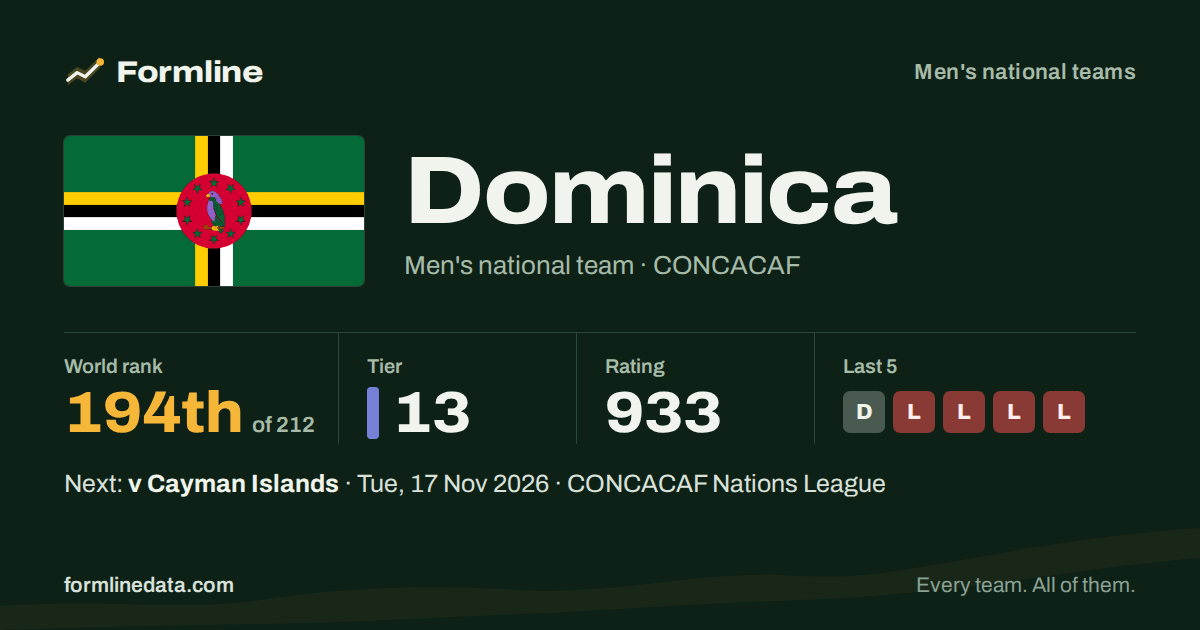 Formline
Men's national teams
Dominica
Men's national team · CONCACAF
World rank
194th of 212
Tier
13
Rating
933
Last 5
D L L L L
Next: v Cayman Islands · Tue, 17 Nov 2026 · CONCACAF Nations League
formlinedata.com
Every team. All of them.